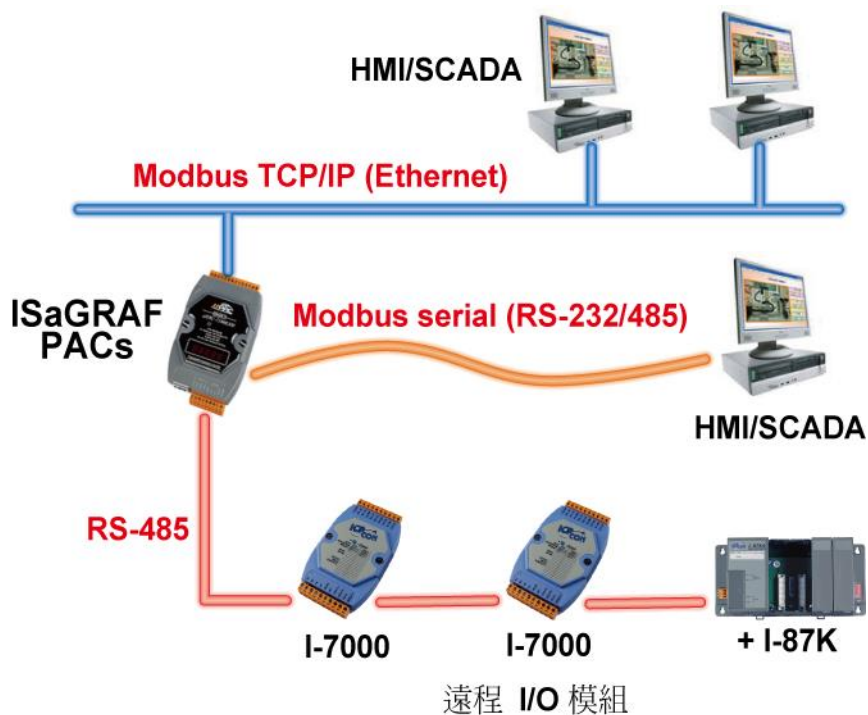 HMI/SCADA
Modbus TCP/IP (Ethernet)
ISaGRAF
PACs
Modbus serial (RS-232/485)
HMI/SCADA
RS-485
I-7000
I-7000
+ I-87K
遠程 I/O 模組